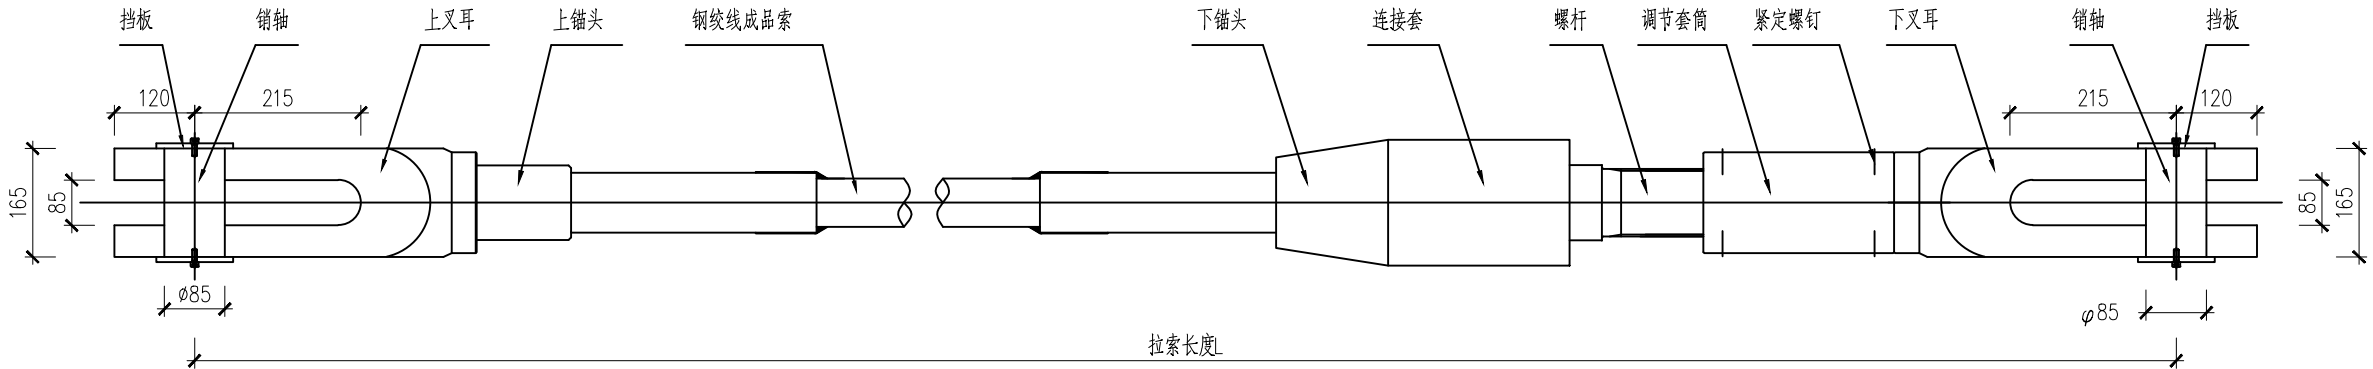 挡板 销轴 上叉耳 上锚头 钢绞线成品索 下锚头 连接套 螺杆 调节套筒 紧定螺钉 下叉耳 销轴 挡板
120 215 215 120
165 85 85 165
ø85 φ85
拉索长度L